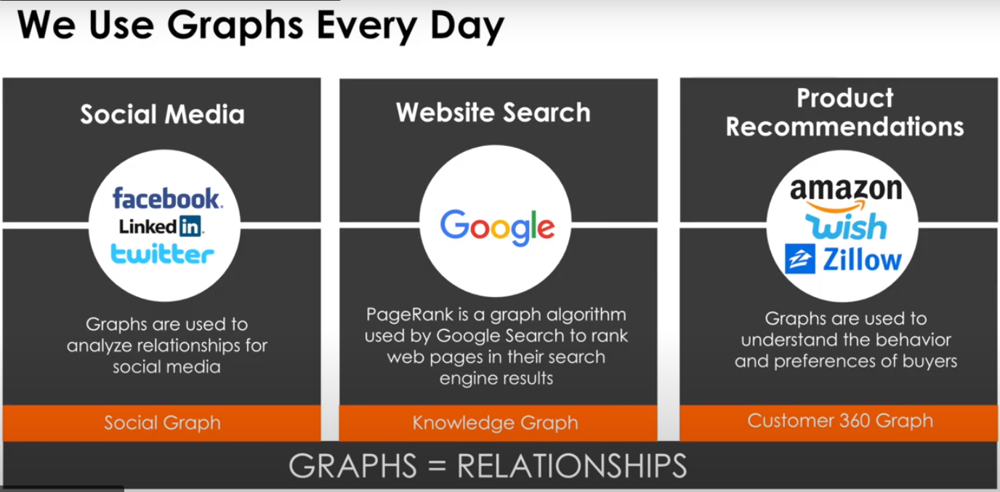 We Use Graphs Every Day
Social Media
facebook.
Linked in.
twitter
Graphs are used to
analyze relationships for
social media
Social Graph
Website Search
Google
PageRank is a graph algorithm
used by Google Search to rank
web pages in their search
engine results
Knowledge Graph
Product
Recommendations
amazon
wish
Zillow
Graphs are used to
understand the behavior
and preferences of buyers
Customer 360 Graph
GRAPHS = RELATIONSHIPS